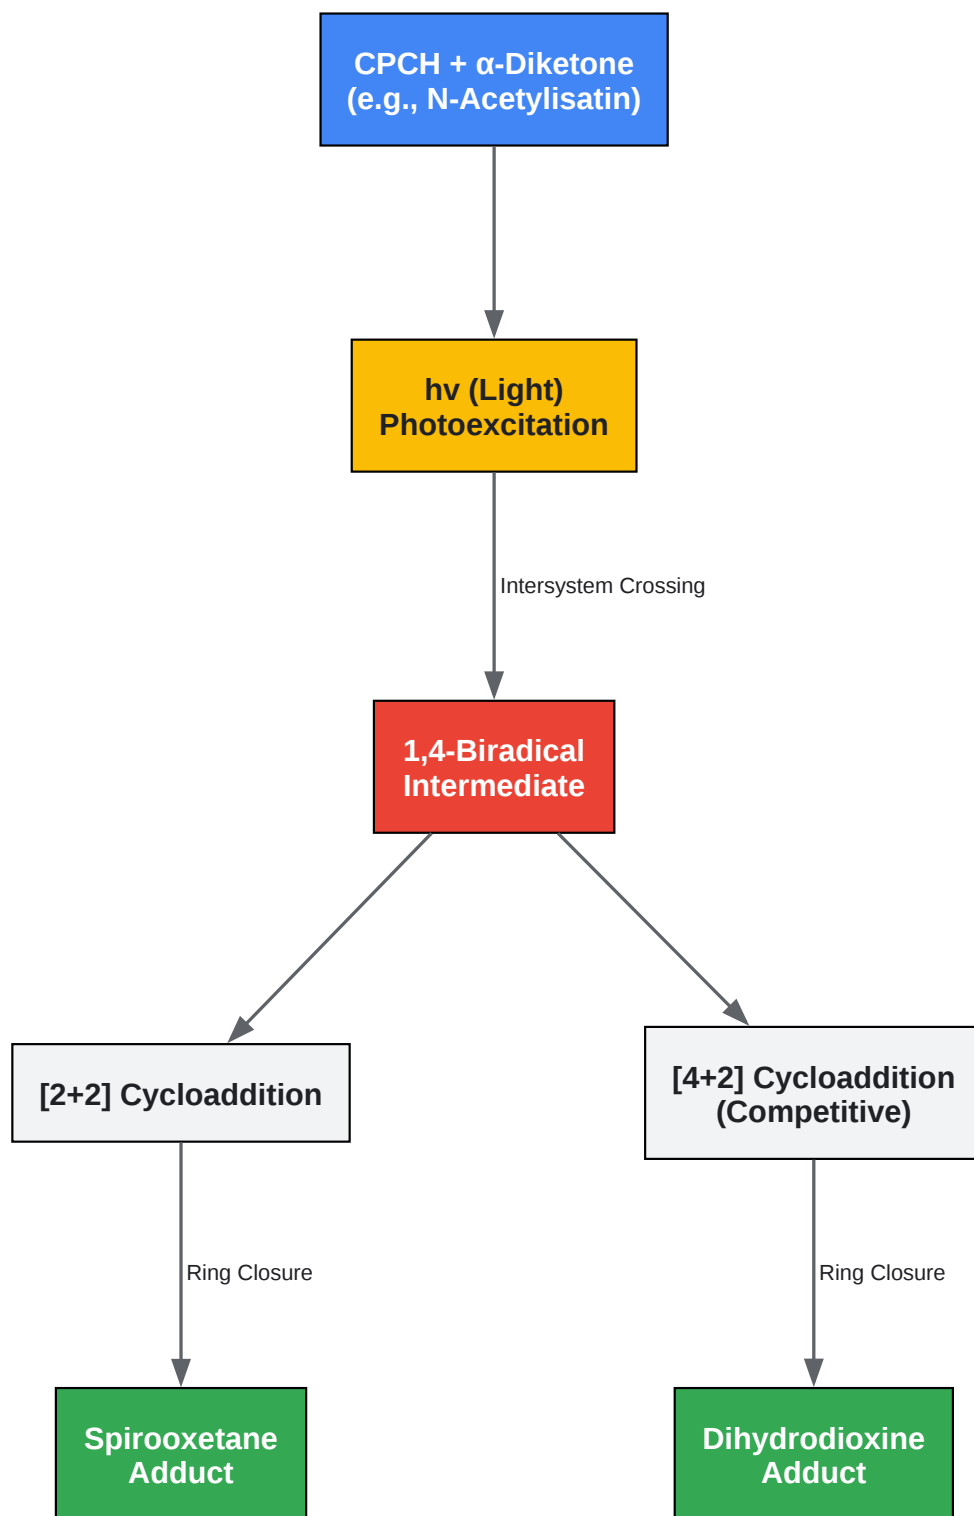 CPCH + α-Diketone
(e.g., N-Acetylisatin)
hv (Light)
Photoexcitation
Intersystem Crossing
1,4-Biradical
Intermediate
[2+2] Cycloaddition
[4+2] Cycloaddition
(Competitive)
Ring Closure
Ring Closure
Spirooxetane
Adduct
Dihydrodioxine
Adduct